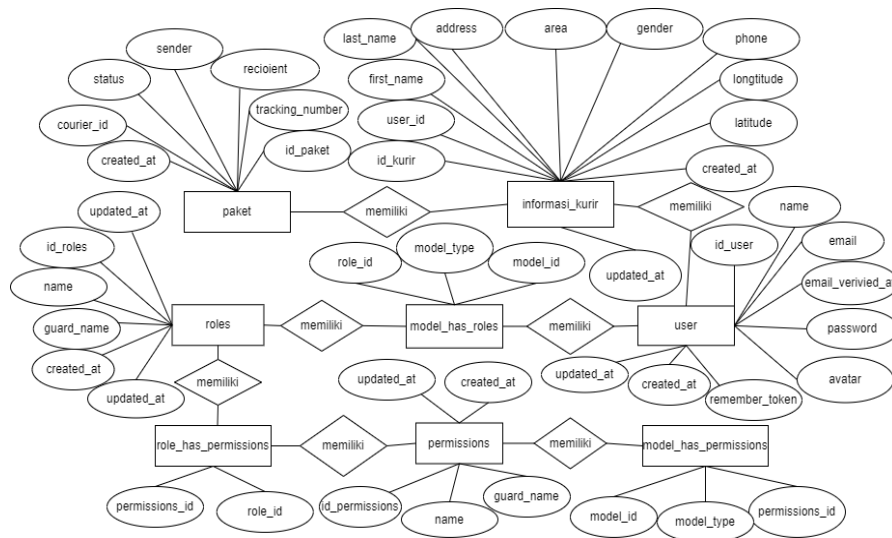 sender
last_name
address
area
gender
phone
status
recioient
first_name
longtitude
courier_id
tracking_number
user_id
latitude
created_at
id_paket
id_kurir
created_at
paket
memiliki
informasi_kurir
memiliki
name
updated_at
id_roles
role_id
model_type
model_id
updated_at
id_user
email
name
email_verivied_at
guard_name
roles
memiliki
model_has_roles
memiliki
user
password
created_at
updated_at
memiliki
updated_at
created_at
updated_at
created_at
remember_token
avatar
role_has_permissions
memiliki
permissions
memiliki
model_has_permissions
permissions_id
role_id
id_permissions
name
guard_name
model_id
model_type
permissions_id